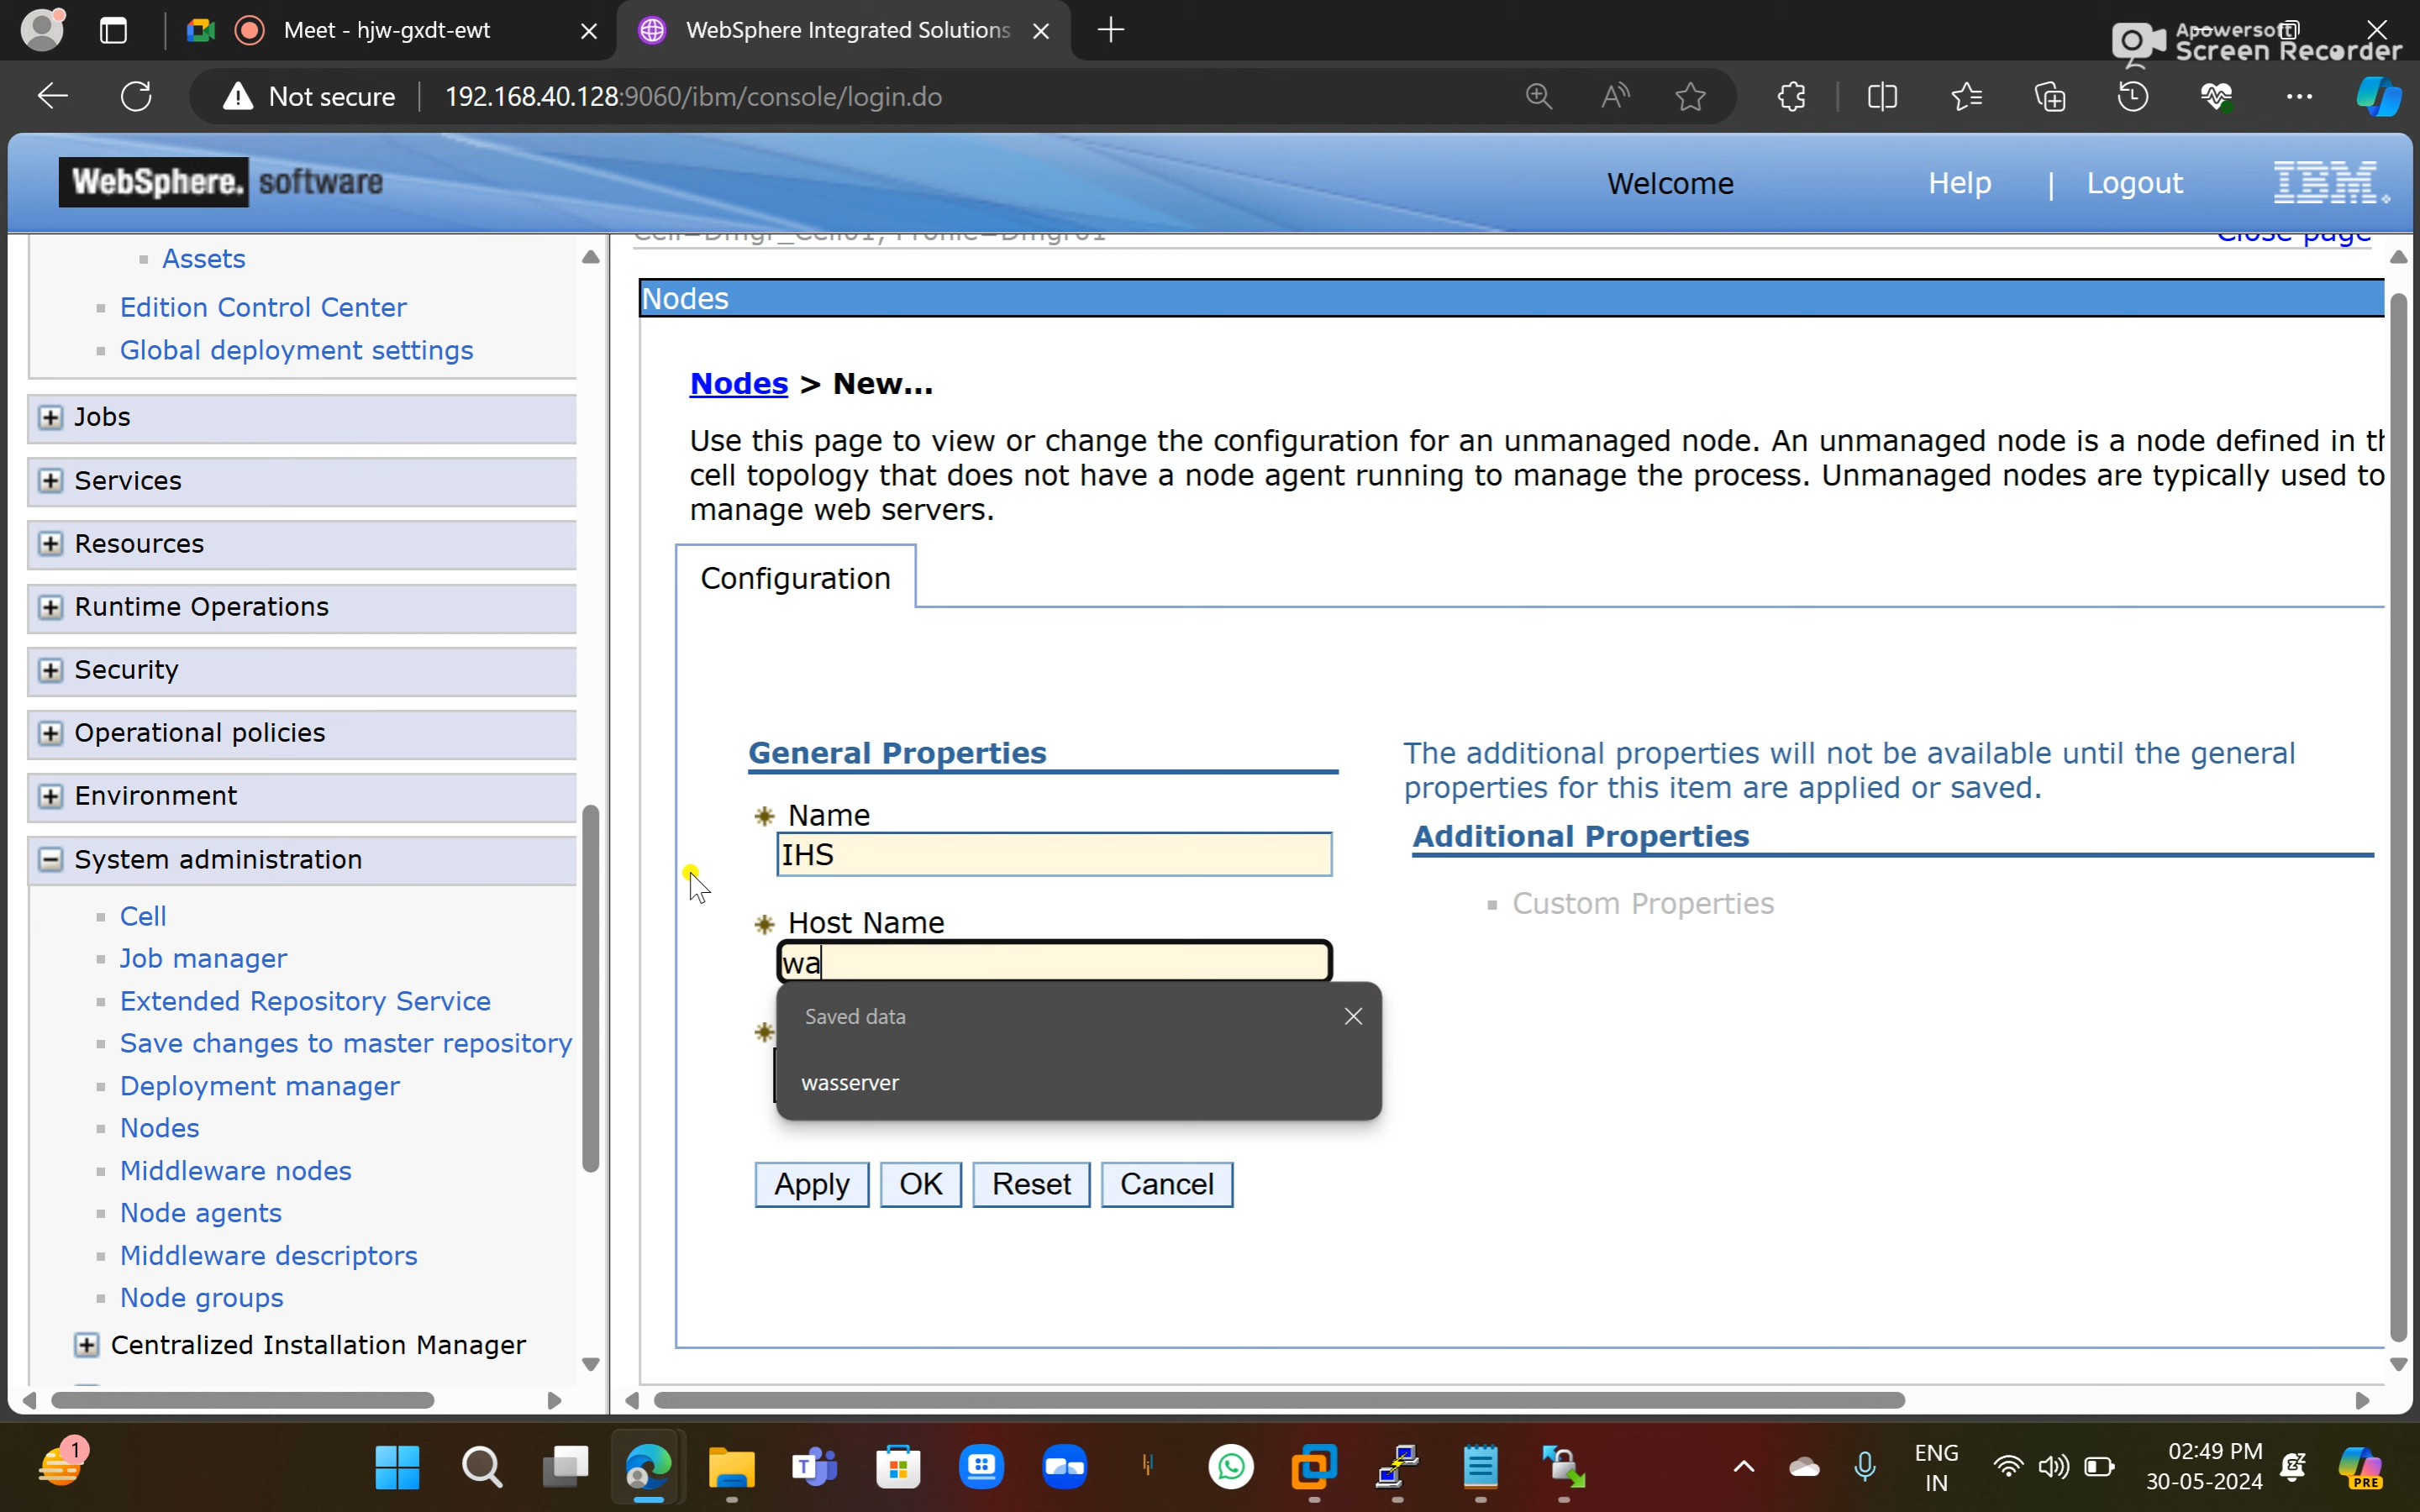 Meet - hjw-gxdt-ewt
WebSphere Integrated Solutions
Apowersoft
Screen Recorder
Not secure
192.168.40.128:9060/ibm/console/login.do
WebSphere. software
Welcome
Help | Logout
IBM.
Assets
Edition Control Center
Global deployment settings
Jobs
Services
Resources
Runtime Operations
Security
Operational policies
Environment
System administration
Cell
Job manager
Extended Repository Service
Save changes to master repository
Deployment manager
Nodes
Middleware nodes
Node agents
Middleware descriptors
Node groups
Centralized Installation Manager
Cell=Dmgr_Cell01, Profile=Dmgr01
Close page
Nodes
Nodes > New...
Use this page to view or change the configuration for an unmanaged node. An unmanaged node is a node defined in th
cell topology that does not have a node agent running to manage the process. Unmanaged nodes are typically used to
manage web servers.
Configuration
General Properties
Name
IHS
Host Name
wa
Saved data
wasserver
Apply
OK
Reset
Cancel
The additional properties will not be available until the general
properties for this item are applied or saved.
Additional Properties
Custom Properties
1
ENG
IN
02:49 PM
30-05-2024
PRE